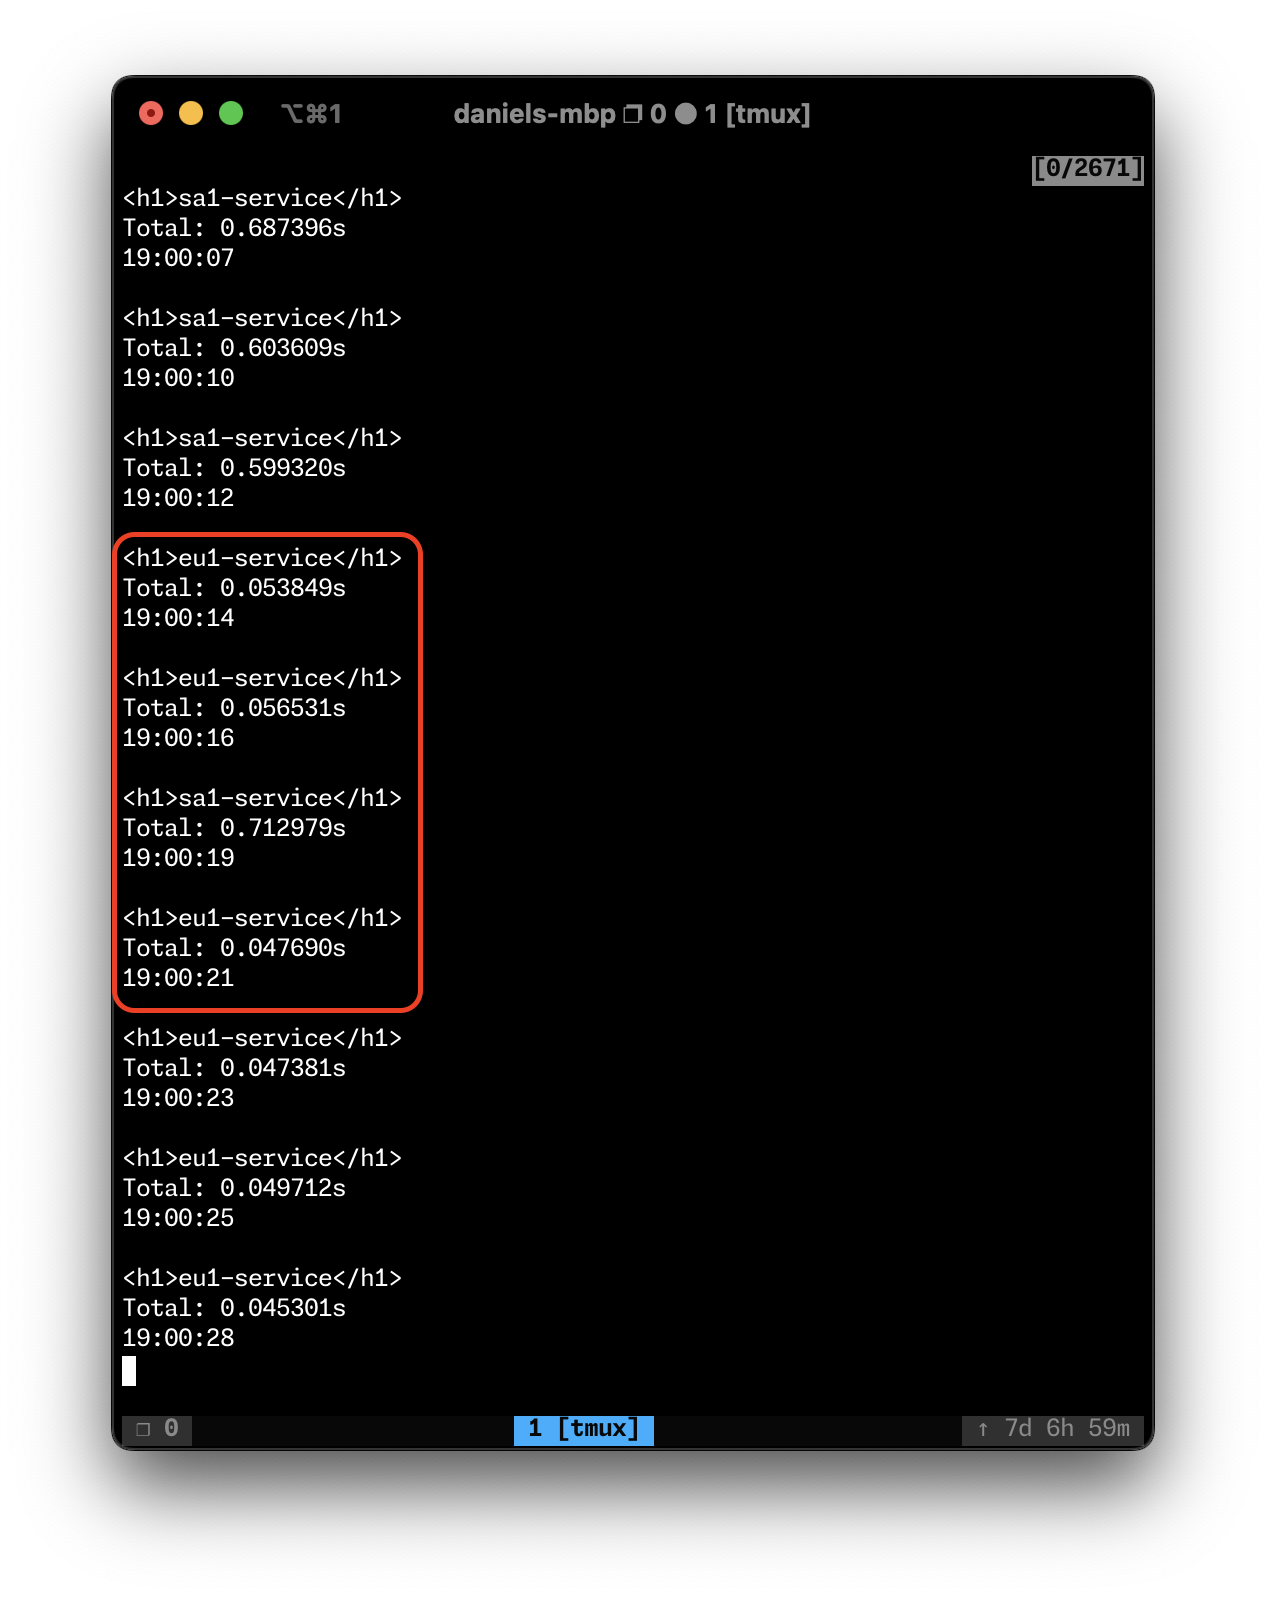 ⌥⌘1 daniels-mbp ❐ 0 ● 1 [tmux]
[0/2671]
<h1>sa1-service</h1>
Total: 0.687396s
19:00:07
<h1>sa1-service</h1>
Total: 0.603609s
19:00:10
<h1>sa1-service</h1>
Total: 0.599320s
19:00:12
<h1>eu1-service</h1>
Total: 0.053849s
19:00:14
<h1>eu1-service</h1>
Total: 0.056531s
19:00:16
<h1>sa1-service</h1>
Total: 0.712979s
19:00:19
<h1>eu1-service</h1>
Total: 0.047690s
19:00:21
<h1>eu1-service</h1>
Total: 0.047381s
19:00:23
<h1>eu1-service</h1>
Total: 0.049712s
19:00:25
<h1>eu1-service</h1>
Total: 0.045301s
19:00:28
❐ 0 1 [tmux] ↑ 7d 6h 59m